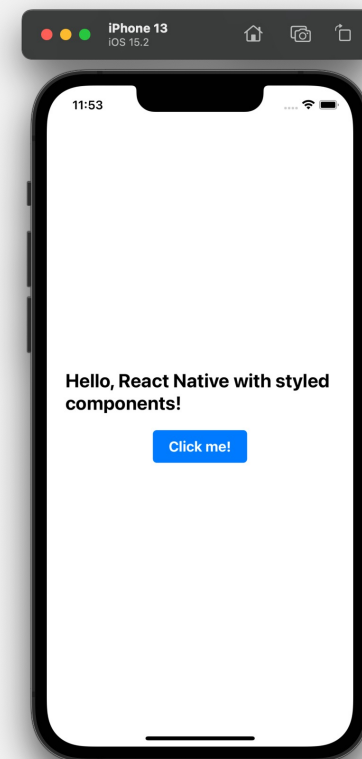 iPhone 13
iOS 15.2
11:53
Hello, React Native with styled
components!
Click me!